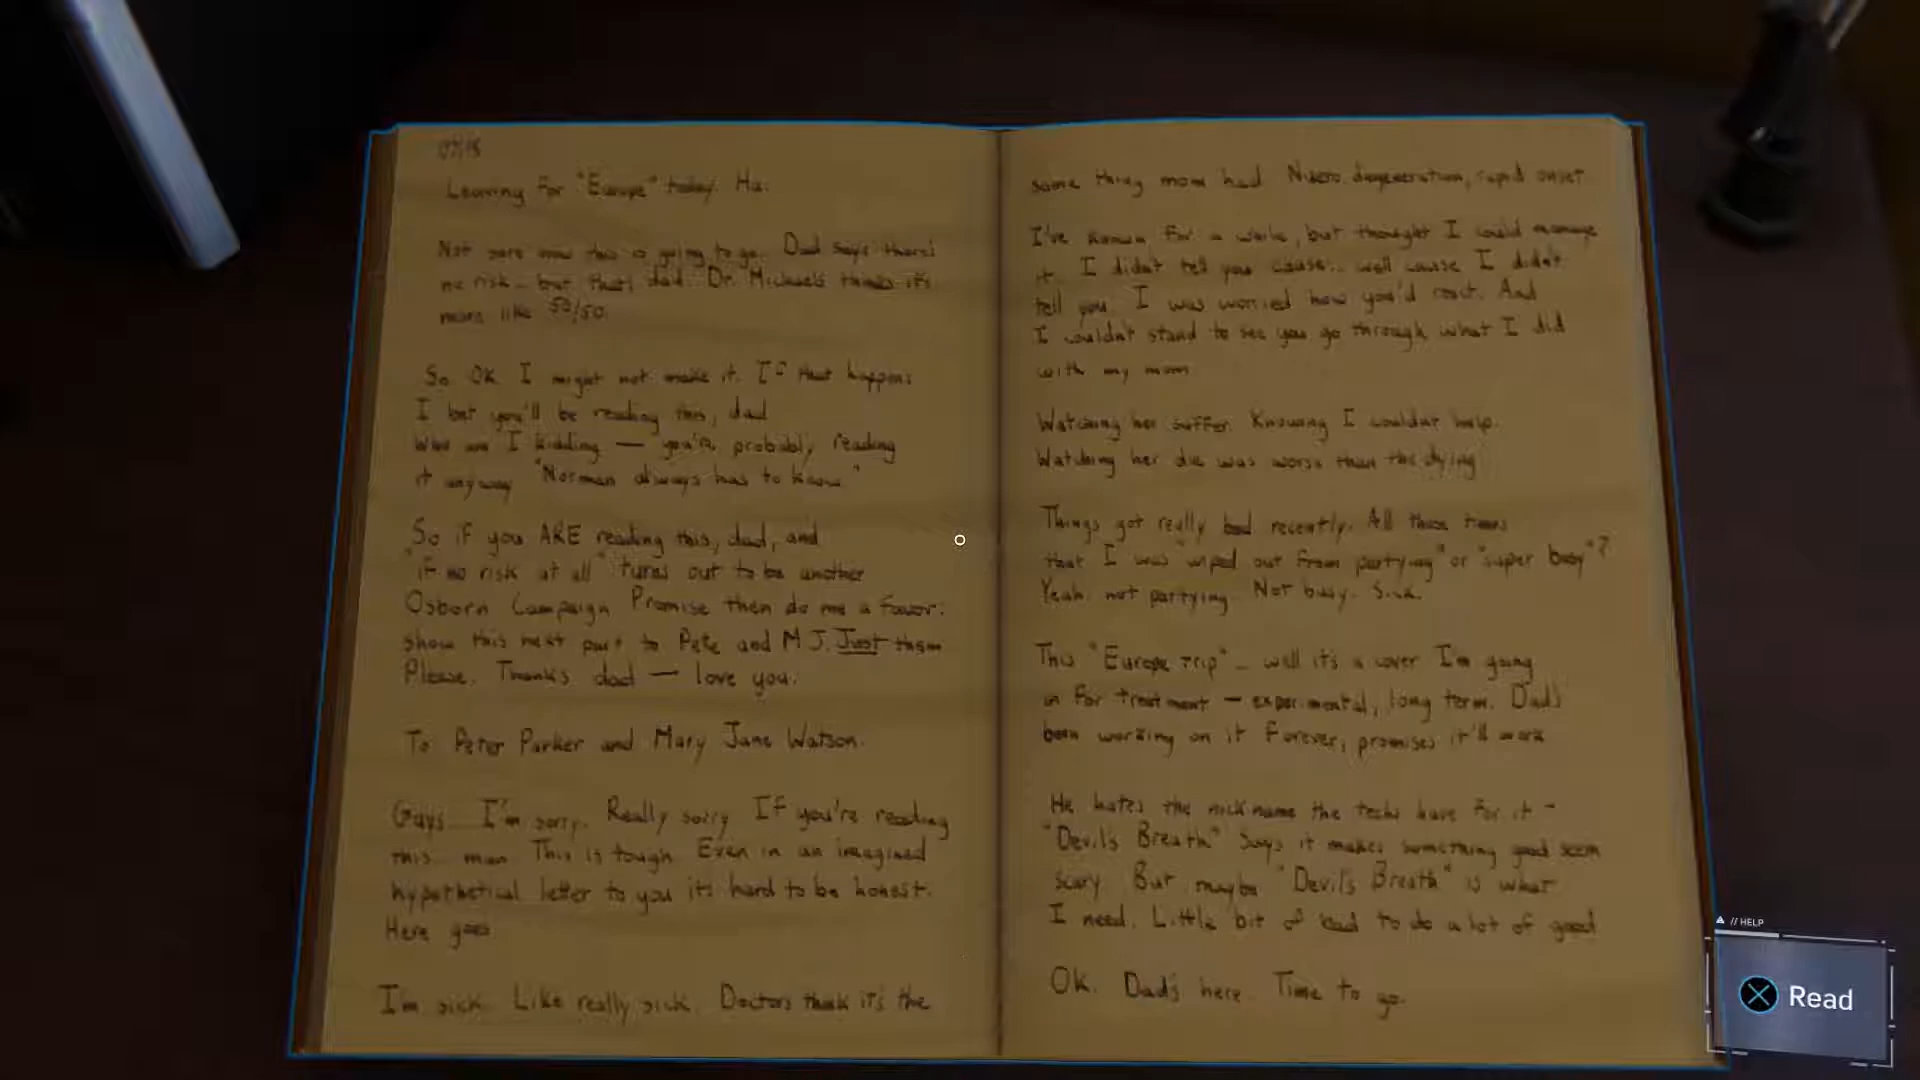 07/15
Leaving for "Europe" today. Ha.
Not sure how this is going to go. Dad says there's
no risk - but that's dad. Dr. Michaels thinks it's
more like 50/50.
So OK. I might not make it. If that happens
I bet you'll be reading this, dad
Who am I kidding — you're probably reading
it anyway "Norman always has to know."
So if you ARE reading this, dad, and
"if no risk at all" turns out to be another
Osborn Campaign Promise then do me a favor:
show this next part to Pete and MJ. Just them
Please. Thanks dad — love you.
To Peter Parker and Mary Jane Watson.
Guys... I'm sorry. Really sorry. If you're reading
this... man. This is tough. Even in an imagined
hypothetical letter to you its hard to be honest.
Here goes
I'm sick. Like really sick. Doctors think it's the
same thing mom had. degeneration, rapid onset
I've known for a while, but thought I could manage
it. I didn't tell you cause... well cause I didn't
tell you. I was worried how you'd react. And
I couldn't stand to see you go through what I did
with my mom
Watching her suffer. Knowing I couldn't help.
Watching her die was worse than the dying
Things got really bad recently. All those times
that I was "wiped out from partying" or "super busy"?
Yeah. not partying. Not busy. Sick.
This "Europe Trip" - well it's a cover I'm going
in for treatment — experimental, long term. Dad's
been working on it forever, promises it'll work
He hates the nickname the techs have for it -
"Devil's Breath" Says it makes something good seem
scary. But maybe "Devil's Breath" is what
I need. Little bit of bad to do a lot of good
OK. Dad's here. Time to go.
// HELP
Read